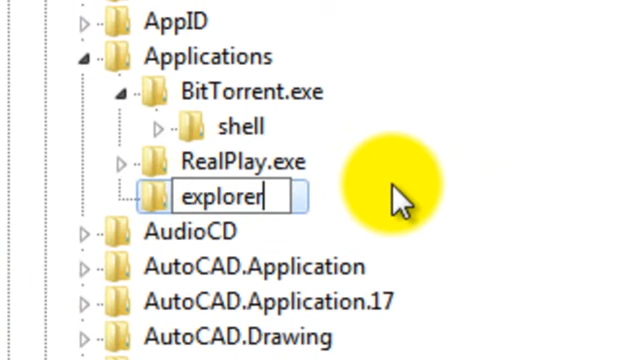 AppID
Applications
BitTorrent.exe
shell
RealPlay.exe
explorer
AudioCD
AutoCAD.Application
AutoCAD.Application.17
AutoCAD.Drawing